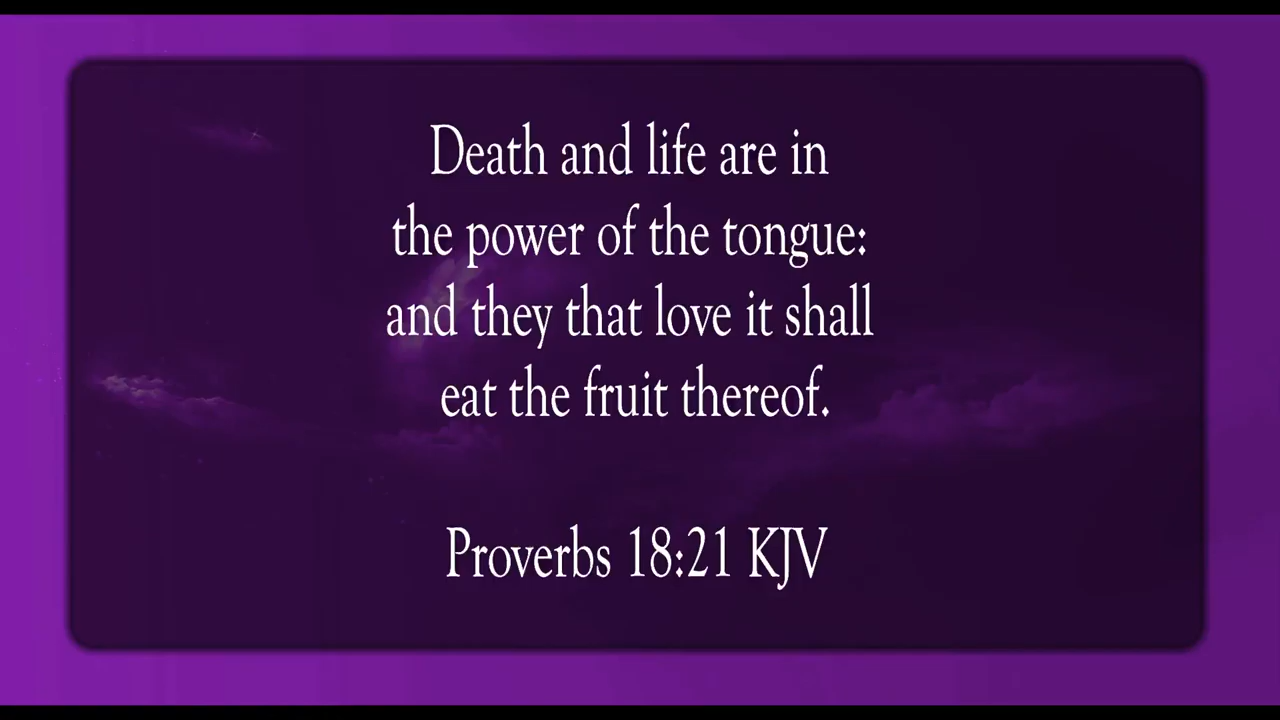 Death and life are in
the power of the tongue:
and they that love it shall
eat the fruit thereof.
Proverbs 18:21 KJV